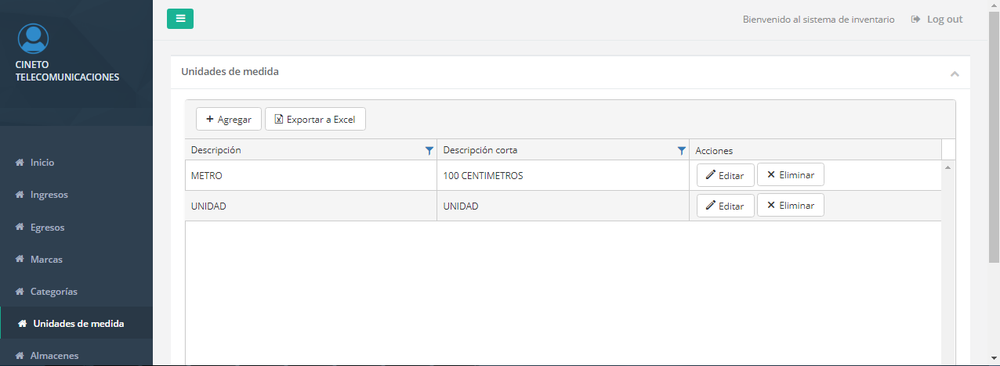 Bienvenido al sistema de inventario Log out
CINETO
TELECOMUNICACIONES
Inicio
Ingresos
Egresos
Marcas
Categorías
Unidades de medida
Almacenes
Unidades de medida
Agregar Exportar a Excel
Descripción Descripción corta Acciones
METRO 100 CENTIMETROS Editar Eliminar
UNIDAD UNIDAD Editar Eliminar